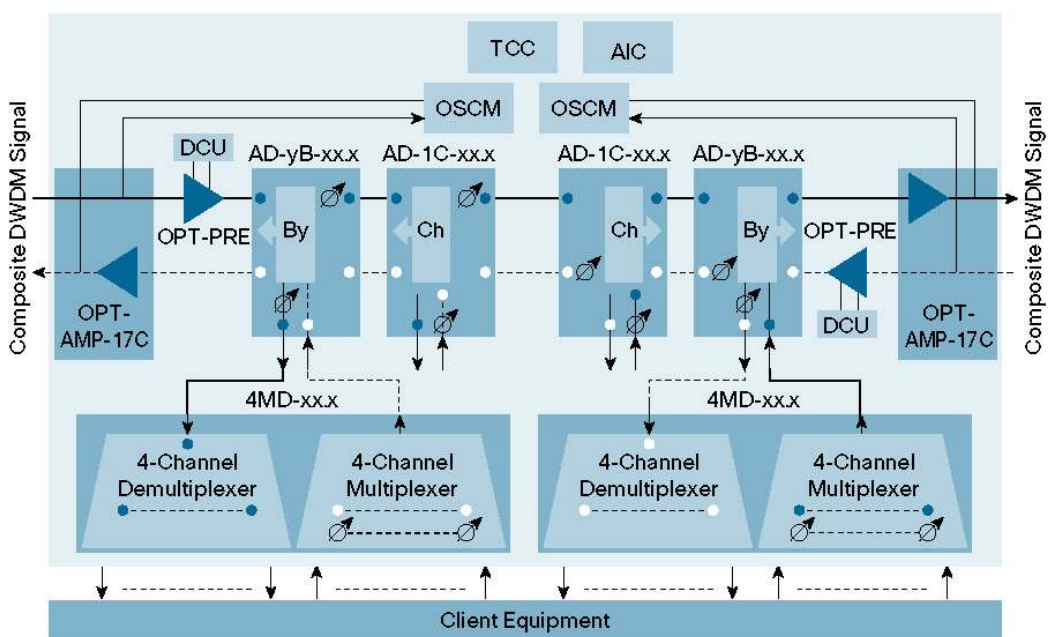 TCC
AIC
OSCM
OSCM
Composite DWDM Signal
DCU
AD-yB-xx.x
AD-1C-xx.x
AD-1C-xx.x
AD-yB-xx.x
Composite DWDM Signal
OPT-PRE
By
Ch
Ch
By
OPT-PRE
OPT-
AMP-17C
DCU
OPT-
AMP-17C
4MD-xx.x
4MD-xx.x
4-Channel
Demultiplexer
4-Channel
Multiplexer
4-Channel
Demultiplexer
4-Channel
Multiplexer
Client Equipment